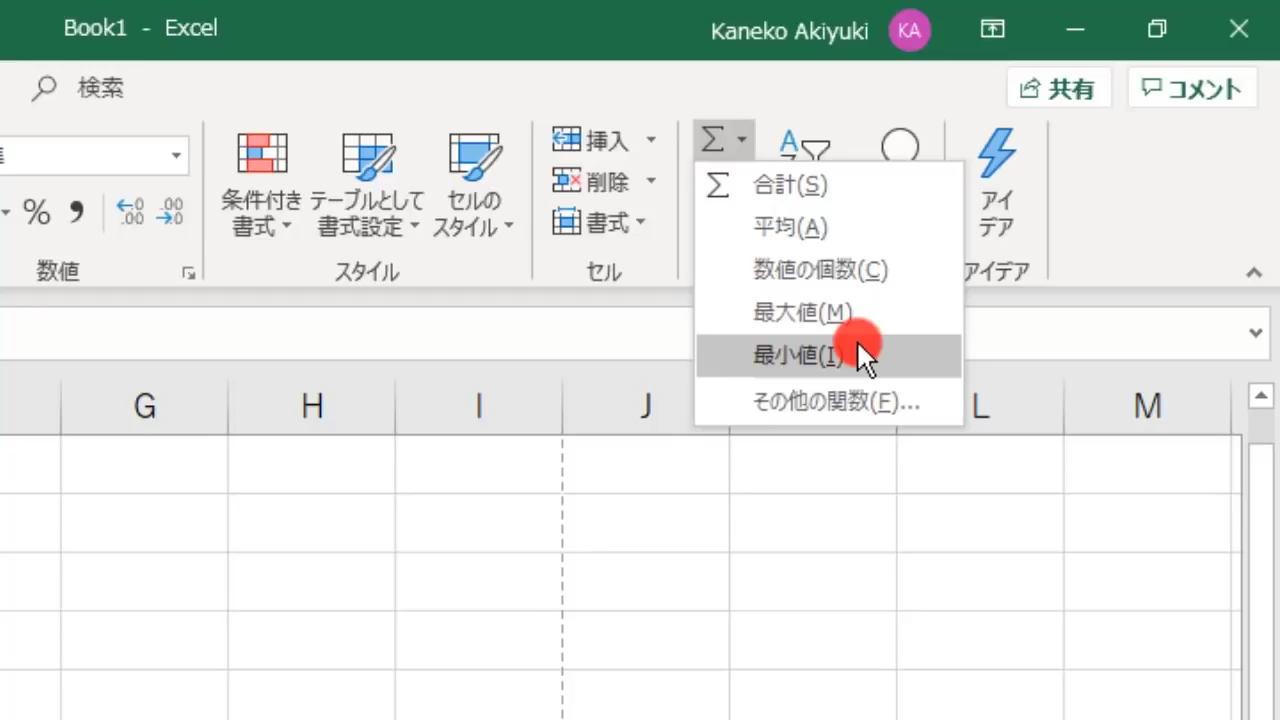 Book1 - Excel
Kaneko Akiyuki
KA
検索
共有
コメント
条件付き
書式
テーブルとして
書式設定
セルの
スタイル
挿入
削除
書式
アイ
デア
% , .00 .00
数値
スタイル
セル
アイデア
Σ
Σ 合計(S)
平均(A)
数値の個数(C)
最大値(M)
最小値(I)
その他の関数(F)...
G H I J L M